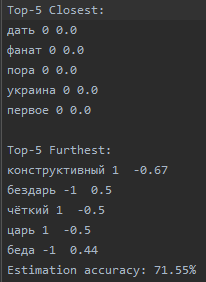 Top-5 Closest:
дать 0 0.0
фанат 0 0.0
пора 0 0.0
украина 0 0.0
первое 0 0.0

Top-5 Furthest:
конструктивный 1  -0.67
бездарь -1  0.5
чёткий 1  -0.5
царь 1  -0.5
беда -1  0.44
Estimation accuracy: 71.55%